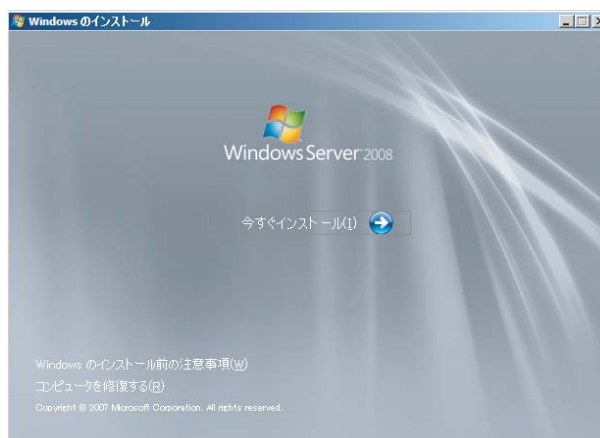 Windows のインストール
Windows Server 2008
今すぐインストール(I)
Windows のインストール前の注意事項(W)
コンピュータを修復する(R)
Copyright © 2007 Microsoft Corporation. All rights reserved.